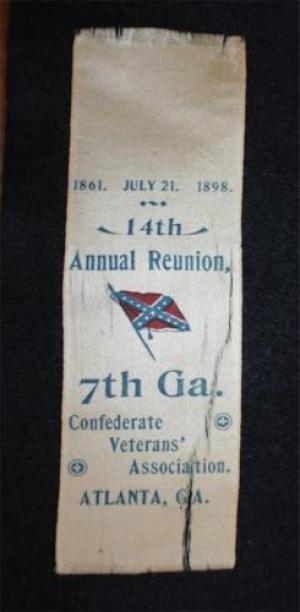 1861. JULY 21. 1898.
14th
Annual Reunion,
7th Ga.
Confederate
Veterans'
Association.
ATLANTA, GA.